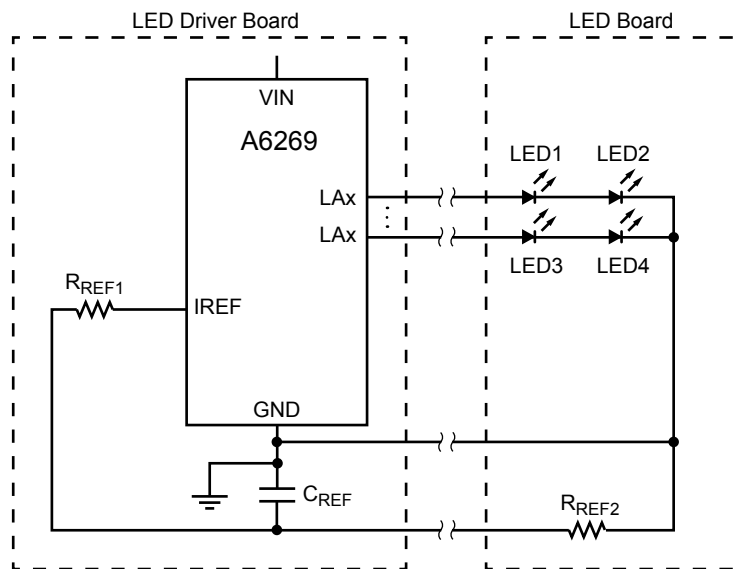 LED Driver Board
LED Board
VIN
A6269
LED1
LED2
LAx
LAx
LED3
LED4
RREF1
IREF
GND
CREF
RREF2